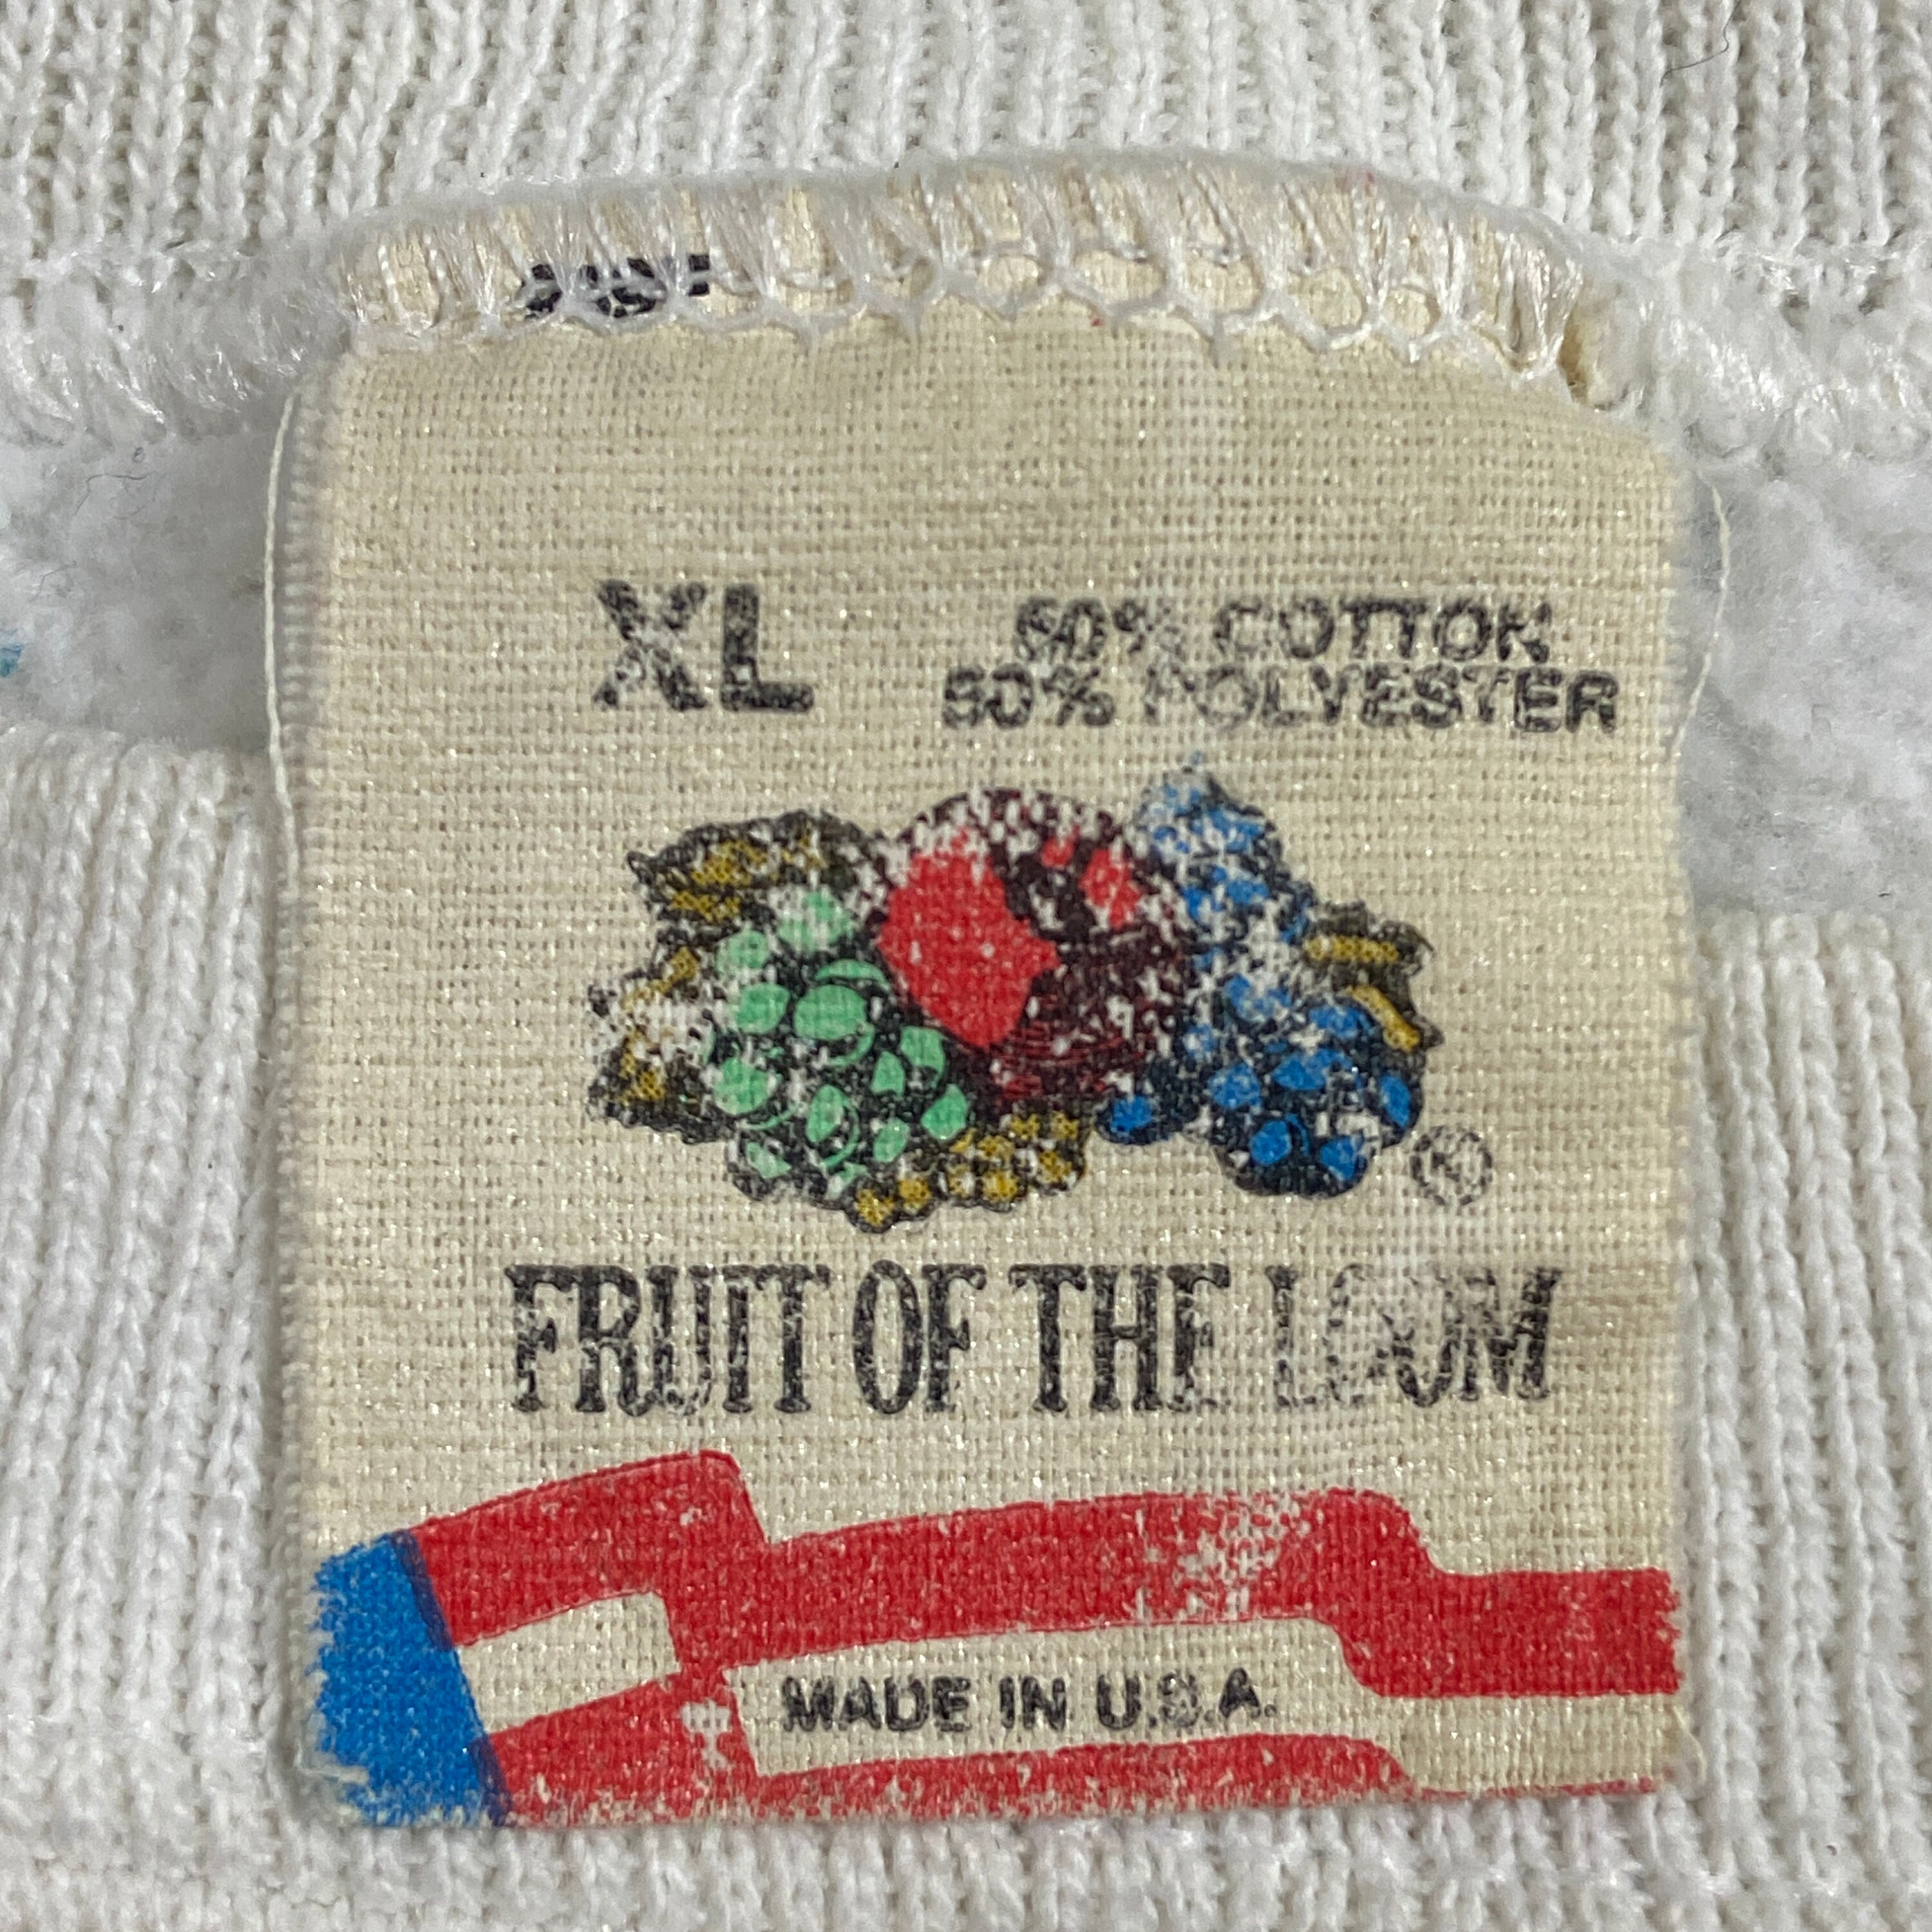 XL
50% COTTON
50% POLYESTER
®
FRUIT OF THE LOOM
MADE IN U.S.A.